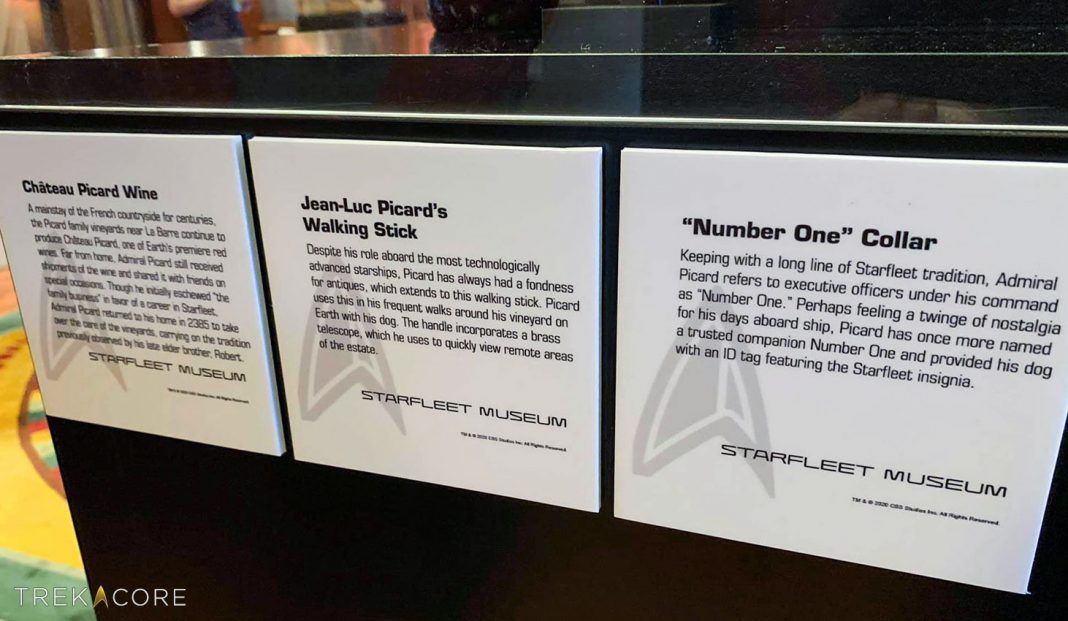 Château Picard Wine
A mainstay of the French countryside for centuries,
the Picard family vineyards near La Barre continue to
produce Château Picard, one of Earth's premiere red
wines. Far from home, Admiral Picard still received
shipments of the wine and shared it with friends on
special occasions. Though he initially eschewed "the
family business" in favor of a career in Starfleet,
Admiral Picard returned to his home in 2385 to take
over the care of the vineyards, carrying on the tradition
previously observed by his late elder brother, Robert.
STARFLEET MUSEUM
TM & © 2020 CBS Studios Inc. All Rights Reserved.
Jean-Luc Picard's
Walking Stick
Despite his role aboard the most technologically
advanced starships, Picard has always had a fondness
for antiques, which extends to this walking stick. Picard
uses this in his frequent walks around his vineyard on
Earth with his dog. The handle incorporates a brass
telescope, which he uses to quickly view remote areas
of the estate.
STARFLEET MUSEUM
TM & © 2020 CBS Studios Inc. All Rights Reserved.
"Number One" Collar
Keeping with a long line of Starfleet tradition, Admiral
Picard refers to executive officers under his command
as "Number One." Perhaps feeling a twinge of nostalgia
for his days aboard ship, Picard has once more named
a trusted companion Number One and provided his dog
with an ID tag featuring the Starfleet insignia.
STARFLEET MUSEUM
TM & © 2020 CBS Studios Inc. All Rights Reserved.
TREKCORE